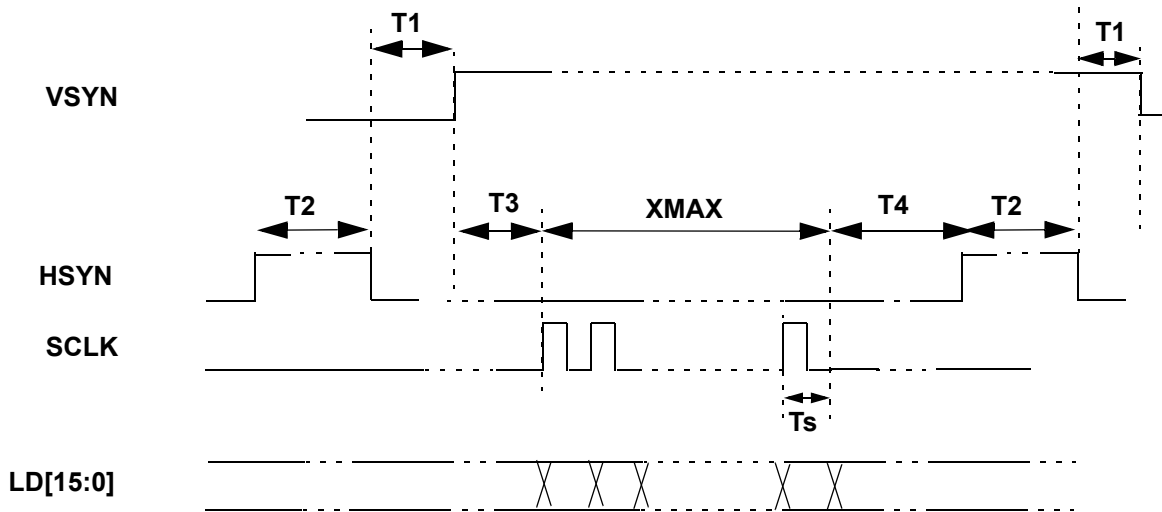 T1
T1
VSYN
T2
T3
XMAX
T4
T2
HSYN
SCLK
Ts
LD[15:0]